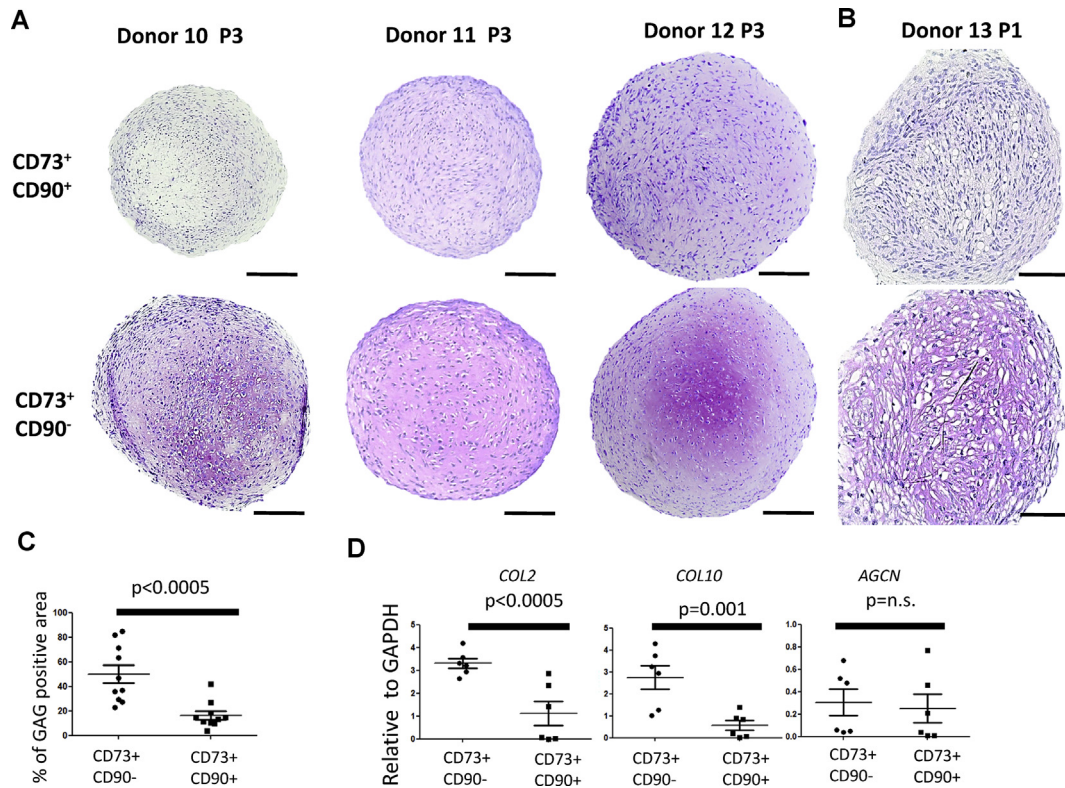 A
Donor 10 P3
Donor 11 P3
Donor 12 P3
B
Donor 13 P1
CD73+
CD90+
CD73+
CD90-
C
p<0.0005
% of GAG positive area
100
80
60
40
20
0
CD73+
CD90-
CD73+
CD90+
D
COL2
p<0.0005
COL10
p=0.001
AGCN
p=n.s.
Relative to GAPDH
5
4
3
2
1
0
CD73+
CD90-
CD73+
CD90+
5
4
3
2
1
0
CD73+
CD90-
CD73+
CD90+
1.0
0.8
0.6
0.4
0.2
0.0
CD73+
CD90-
CD73+
CD90+